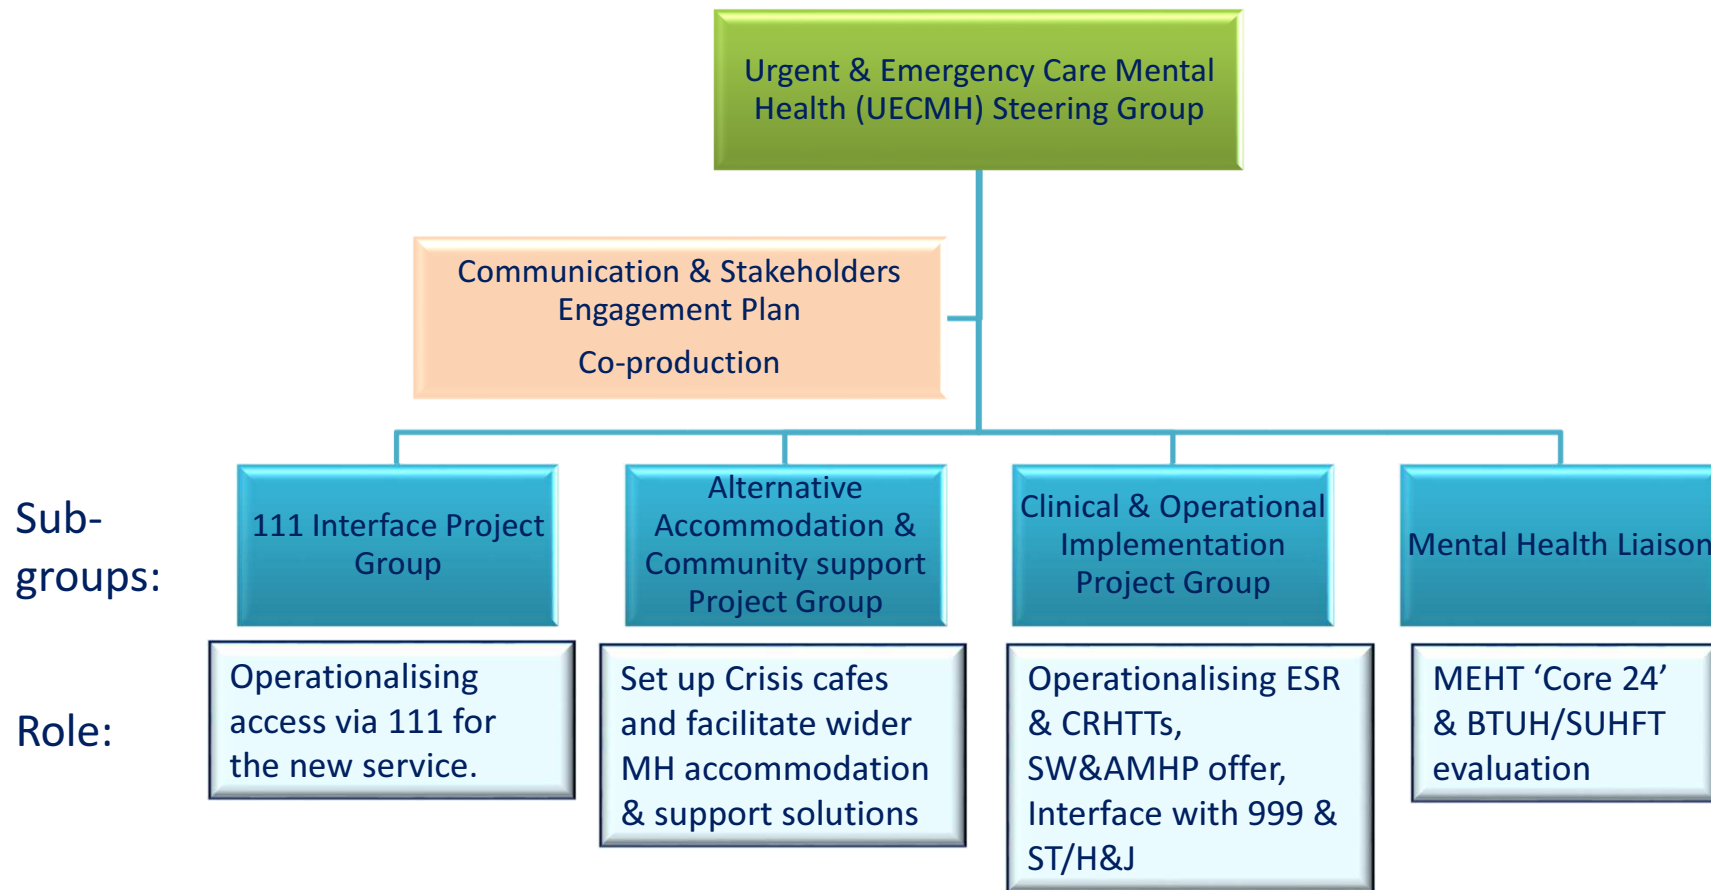 Urgent & Emergency Care Mental
Health (UECMH) Steering Group
Communication & Stakeholders
Engagement Plan
Co-production
Sub-
groups:
111 Interface Project
Group
Alternative
Accommodation &
Community support
Project Group
Clinical & Operational
Implementation
Project Group
Mental Health Liaison
Role:
Operationalising
access via 111 for
the new service.
Set up Crisis cafes
and facilitate wider
MH accommodation
& support solutions
Operationalising ESR
& CRHTTs,
SW&AMHP offer,
Interface with 999 &
ST/H&J
MEHT ‘Core 24’
& BTUH/SUHFT
evaluation